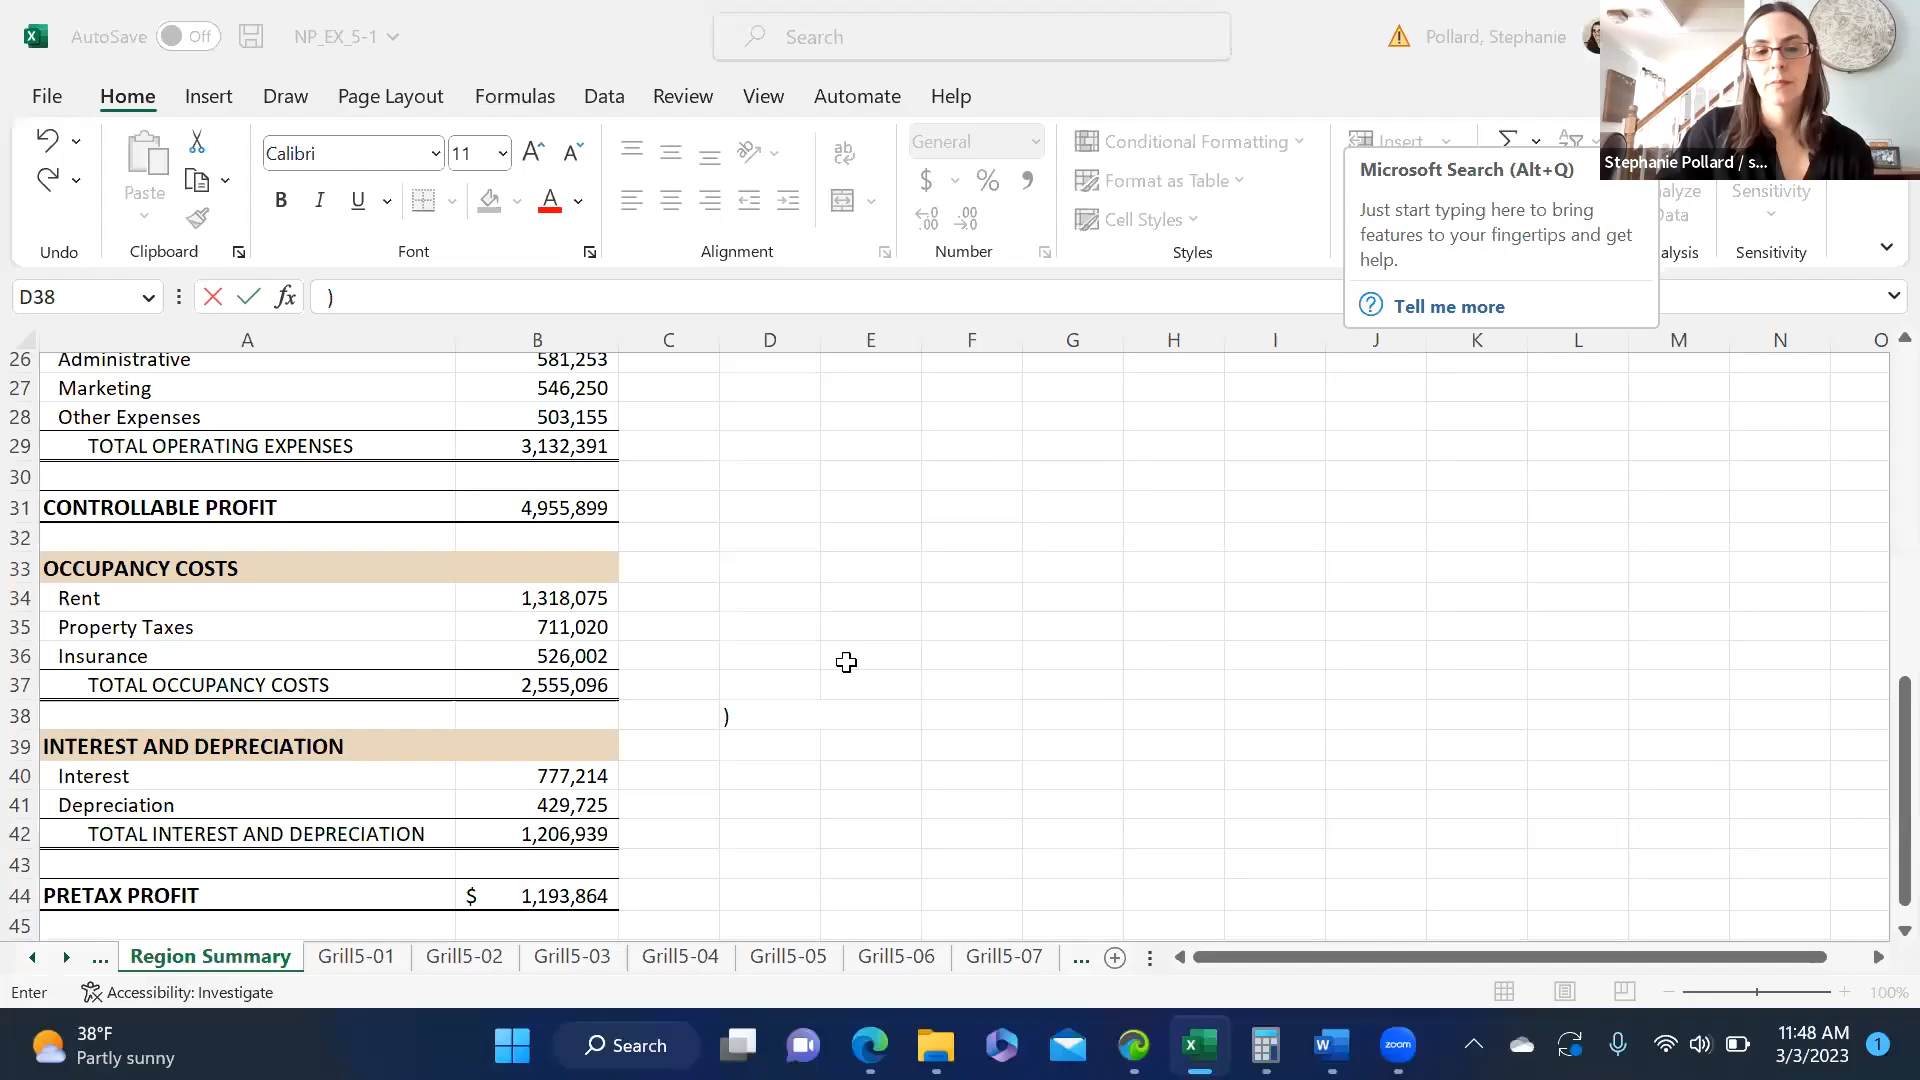 AutoSave Off NP_EX_5-1 Search Pollard, Stephanie
File Home Insert Draw Page Layout Formulas Data Review View Automate Help
Paste
Calibri 11
B I U A
General
$ % ,
Conditional Formatting
Format as Table
Cell Styles
Insert
Sensitivity
Stephanie Pollard / s...
Undo Clipboard Font Alignment Number Styles Sensitivity
Microsoft Search (Alt+Q)
Just start typing here to bring
features to your fingertips and get
help.
Tell me more
D38 fx )
A B C D E F G H I J K L M N O
26 Administrative 581,253
27 Marketing 546,250
28 Other Expenses 503,155
29 TOTAL OPERATING EXPENSES 3,132,391
30
31 CONTROLLABLE PROFIT 4,955,899
32
33 OCCUPANCY COSTS
34 Rent 1,318,075
35 Property Taxes 711,020
36 Insurance 526,002
37 TOTAL OCCUPANCY COSTS 2,555,096
38 )
39 INTEREST AND DEPRECIATION
40 Interest 777,214
41 Depreciation 429,725
42 TOTAL INTEREST AND DEPRECIATION 1,206,939
43
44 PRETAX PROFIT $ 1,193,864
45
... Region Summary Grill5-01 Grill5-02 Grill5-03 Grill5-04 Grill5-05 Grill5-06 Grill5-07 ...
Enter Accessibility: Investigate 100%
38°F
Partly sunny
Search
zoom
11:48 AM
3/3/2023
1